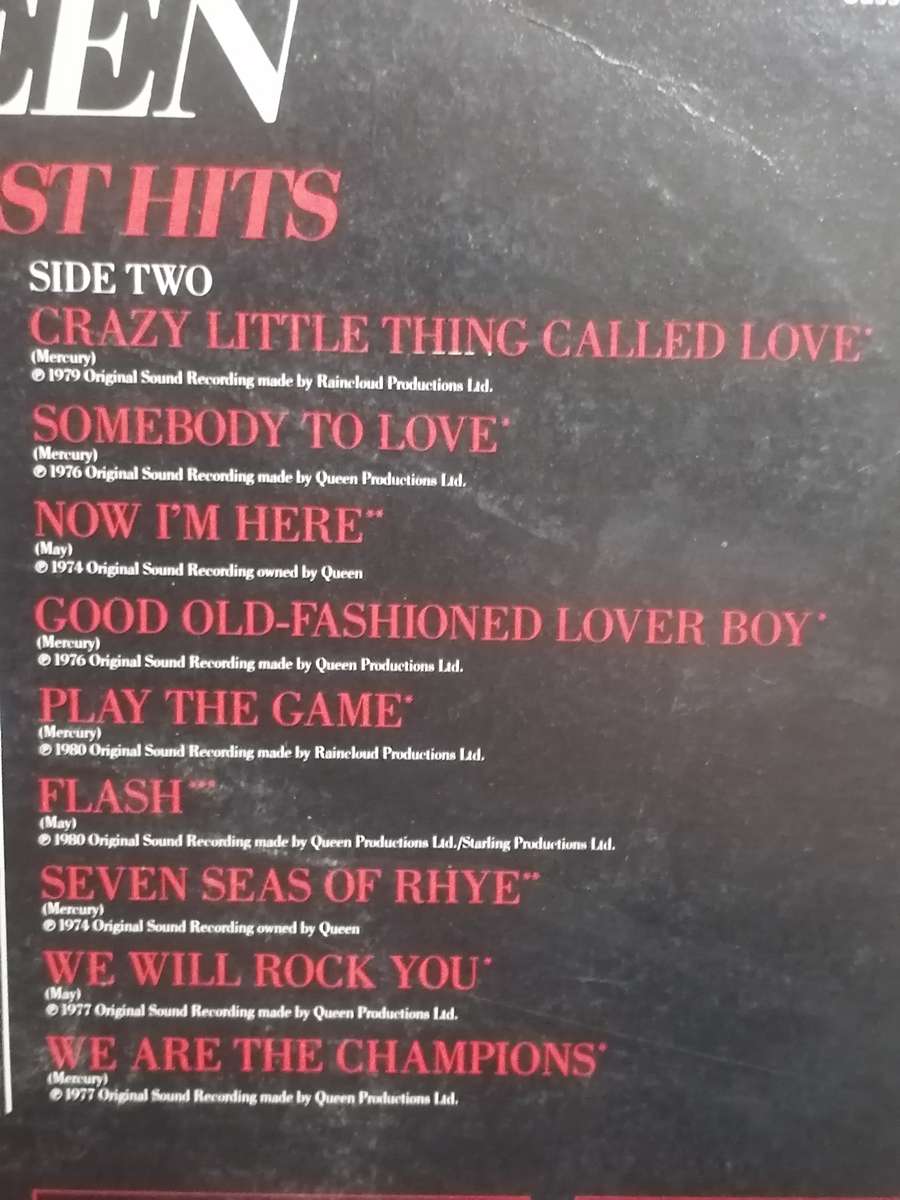 EEN
ST HITS
SIDE TWO
CRAZY LITTLE THING CALLED LOVE*
(Mercury)
℗ 1979 Original Sound Recording made by Raincloud Productions Ltd.
SOMEBODY TO LOVE*
(Mercury)
℗ 1976 Original Sound Recording made by Queen Productions Ltd.
NOW I'M HERE**
(May)
℗ 1974 Original Sound Recording owned by Queen
GOOD OLD-FASHIONED LOVER BOY*
(Mercury)
℗ 1976 Original Sound Recording made by Queen Productions Ltd.
PLAY THE GAME*
(Mercury)
℗ 1980 Original Sound Recording made by Raincloud Productions Ltd.
FLASH***
(May)
℗ 1980 Original Sound Recording made by Queen Productions Ltd./Starling Productions Ltd.
SEVEN SEAS OF RHYE**
(Mercury)
℗ 1974 Original Sound Recording owned by Queen
WE WILL ROCK YOU*
(May)
℗ 1977 Original Sound Recording made by Queen Productions Ltd.
WE ARE THE CHAMPIONS*
(Mercury)
℗ 1977 Original Sound Recording made by Queen Productions Ltd.